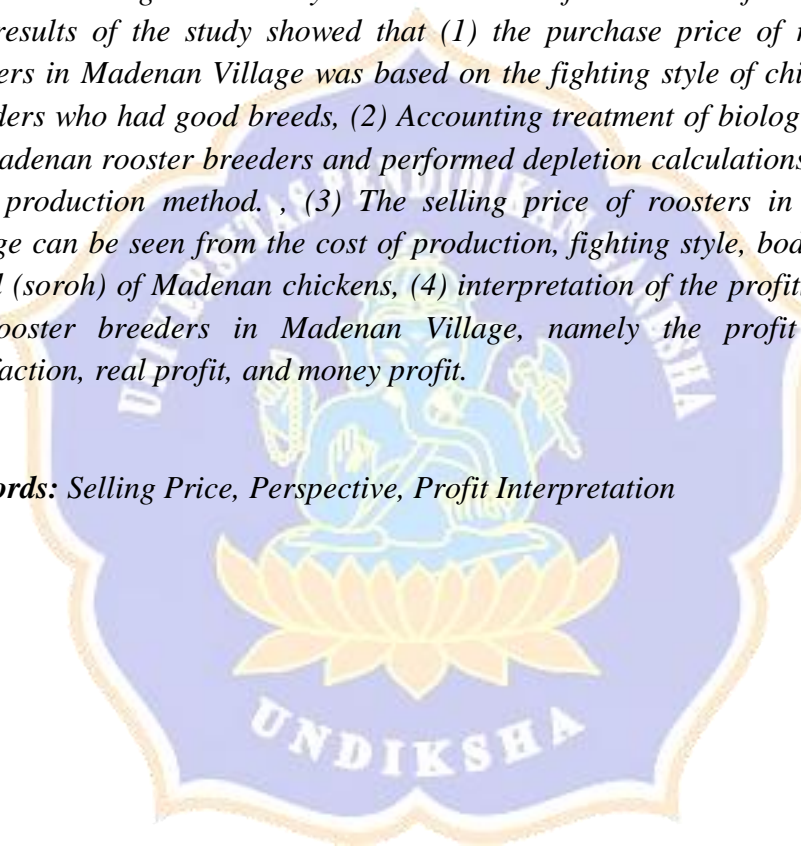 results of the study showed that (1) the purchase price of
ers in Madenan Village was based on the fighting style of chi
ders who had good breeds, (2) Accounting treatment of biolog
adenan rooster breeders and performed depletion calculations
production method. , (3) The selling price of roosters in
ge can be seen from the cost of production, fighting style, bod
(soroh) of Madenan chickens, (4) interpretation of the profit
ooster breeders in Madenan Village, namely the profit
faction, real profit, and money profit.
ords: Selling Price, Perspective, Profit Interpretation
UNIVERSITAS PENDIDIKAN GANESHA
UNDIKSHA